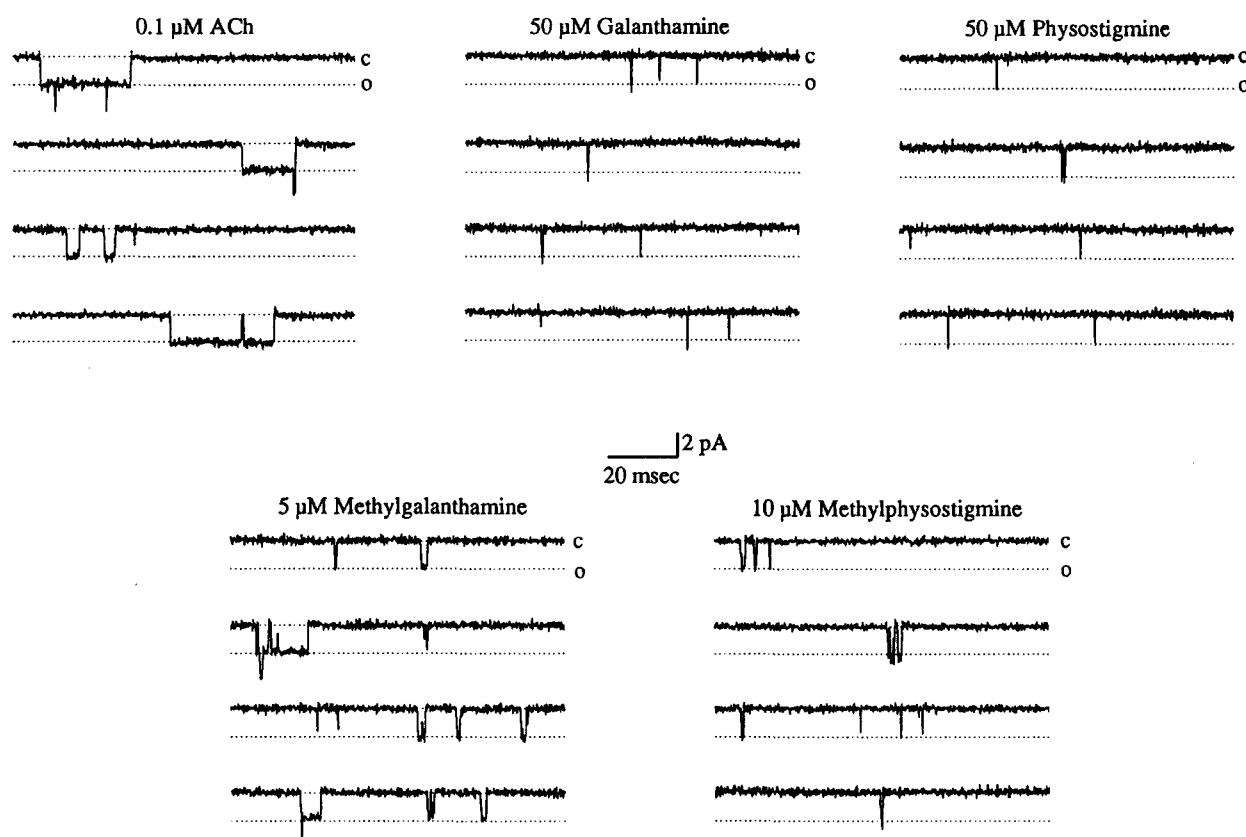 0.1 µM ACh
50 µM Galanthamine
50 µM Physostigmine
c
o
c
o
c
o
2 pA
20 msec
5 µM Methylgalanthamine
10 µM Methylphysostigmine
c
o
c
o